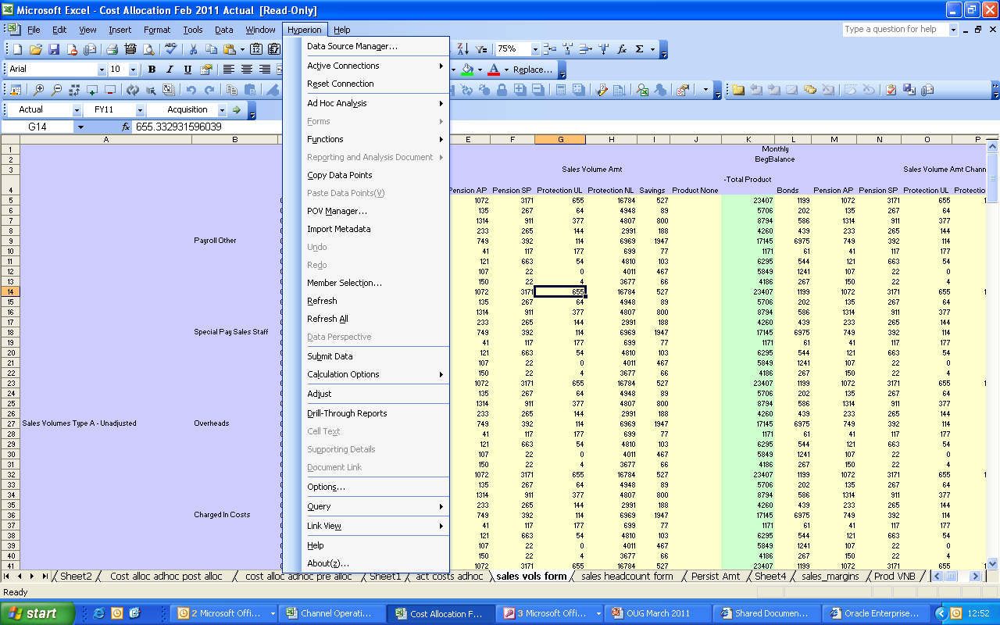 Microsoft Excel - Cost Allocation Feb 2011 Actual [Read-Only]
File Edit View Insert Format Tools Data Window Hyperion Help Type a question for help
75%
Arial 10 B I U A Replace...
Actual FY11 Acquisition
G14 fx 655.332931596039
Data Source Manager...
Active Connections
Reset Connection
Ad Hoc Analysis
Forms
Functions
Reporting and Analysis Document
Copy Data Points
Paste Data Points(V)
POV Manager...
Import Metadata
Undo
Redo
Member Selection...
Refresh
Refresh All
Data Perspective
Submit Data
Calculation Options
Adjust
Drill-Through Reports
Cell Text
Supporting Details
Document Link
Options...
Query
Link View
Help
About(z)...
A B E F G H I J K L M N O P
1 Monthly
2 BegBalance
3 Sales Volume Amt Sales Volume Amt Chann
-Total Product
4 Pension AP Pension SP Protection UL Protection NL Savings Product None Bonds Pension AP Pension SP Protection UL Protectio
5 1072 3171 655 16784 527 23407 1199 1072 3171 655
6 135 267 64 4948 89 5706 202 135 267 64
7 1314 911 377 4807 800 8794 586 1314 911 377
8 233 265 144 2991 188 4260 439 233 265 144
9 Payroll Other 749 392 114 6969 1947 17145 6975 749 392 114
10 41 117 177 699 77 1171 61 41 117 177
11 121 663 54 4810 103 6295 544 121 663 54
12 107 22 0 4011 467 5849 1241 107 22 0
13 150 22 4 3677 66 4186 267 150 22 4
14 1072 3171 655 16784 527 23407 1199 1072 3171 655
15 135 267 64 4948 89 5706 202 135 267 64
16 1314 911 377 4807 800 8794 586 1314 911 377
17 233 265 144 2991 188 4260 439 233 265 144
18 Special Pay Sales Staff 749 392 114 6969 1947 17145 6975 749 392 114
19 41 117 177 699 77 1171 61 41 117 177
20 121 663 54 4810 103 6295 544 121 663 54
21 107 22 0 4011 467 5849 1241 107 22 0
22 150 22 4 3677 66 4186 267 150 22 4
23 1072 3171 655 16784 527 23407 1199 1072 3171 655
24 135 267 64 4948 89 5706 202 135 267 64
25 1314 911 377 4807 800 8794 586 1314 911 377
26 233 265 144 2991 188 4260 439 233 265 144
27 Sales Volumes Type A - Unadjusted Overheads 749 392 114 6969 1947 17145 6975 749 392 114
28 41 117 177 699 77 1171 61 41 117 177
29 121 663 54 4810 103 6295 544 121 663 54
30 107 22 0 4011 467 5849 1241 107 22 0
31 150 22 4 3677 66 4186 267 150 22 4
32 1072 3171 655 16784 527 23407 1199 1072 3171 655
33 135 267 64 4948 89 5706 202 135 267 64
34 1314 911 377 4807 800 8794 586 1314 911 377
35 233 265 144 2991 188 4260 439 233 265 144
36 Charged In Costs 749 392 114 6969 1947 17145 6975 749 392 114
37 41 117 177 699 77 1171 61 41 117 177
38 121 663 54 4810 103 6295 544 121 663 54
39 107 22 0 4011 467 5849 1241 107 22 0
40 150 22 4 3677 66 4186 267 150 22 4
41 1072 3171 655 16784 527 23407 1199 1072 3171 655
Sheet2 Cost alloc adhoc post alloc cost alloc adhoc pre alloc Sheet1 act costs adhoc sales vols form sales headcount form Persist Amt Sheet4 sales_margins Prod VNB
Ready
start 2 Microsoft Offi... Channel Operati... Cost Allocation F... 3 Microsoft Offi... OUG March 2011 Shared Documen... Oracle Enterprise... 12:52